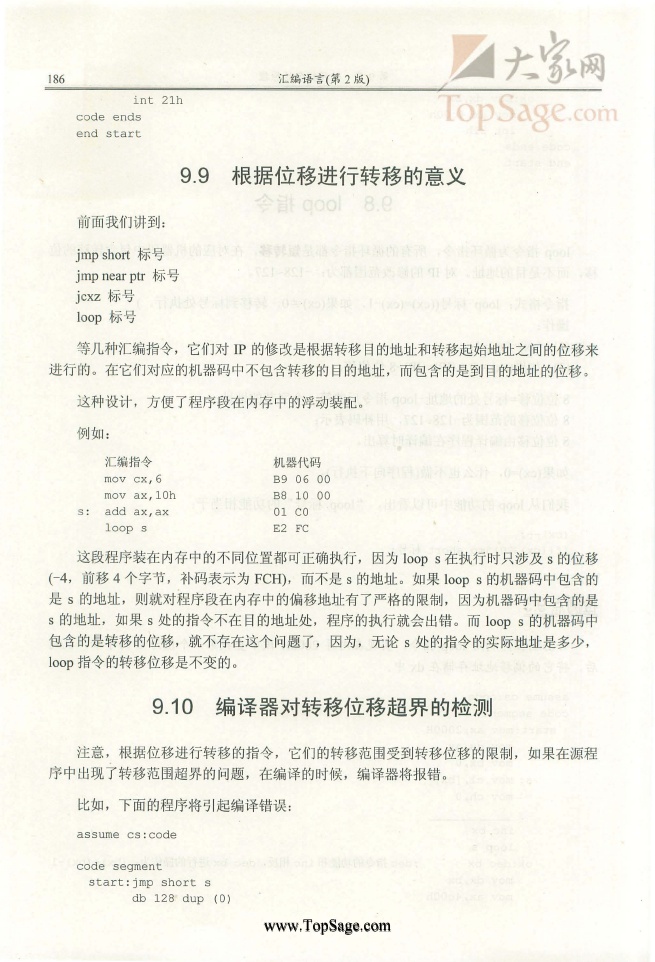 186
汇编语言(第 2 版)
大家网
TopSage.com
int 21h
code ends
end start
9.9 根据位移进行转移的意义
前面我们讲到：
jmp short 标号
jmp near ptr 标号
jcxz 标号
loop 标号
等几种汇编指令，它们对 IP 的修改是根据转移目的地址和转移起始地址之间的位移来
进行的。在它们对应的机器码中不包含转移的目的地址，而包含的是到目的地址的位移。
这种设计，方便了程序段在内存中的浮动装配。
例如：
汇编指令 机器代码
mov cx,6 B9 06 00
mov ax,10h B8 10 00
s: add ax,ax 01 C0
loop s E2 FC
这段程序装在内存中的不同位置都可正确执行，因为 loop s 在执行时只涉及 s 的位移
(-4，前移 4 个字节，补码表示为 FCH)，而不是 s 的地址。如果 loop s 的机器码中包含的
是 s 的地址，则就对程序段在内存中的偏移地址有了严格的限制，因为机器码中包含的是
s 的地址，如果 s 处的指令不在目的地址处，程序的执行就会出错。而 loop s 的机器码中
包含的是转移的位移，就不存在这个问题了，因为，无论 s 处的指令的实际地址是多少，
loop 指令的转移位移是不变的。
9.10 编译器对转移位移超界的检测
注意，根据位移进行转移的指令，它们的转移范围受到转移位移的限制，如果在源程
序中出现了转移范围超界的问题，在编译的时候，编译器将报错。
比如，下面的程序将引起编译错误：
assume cs:code
code segment
start:jmp short s
db 128 dup (0)
www.TopSage.com